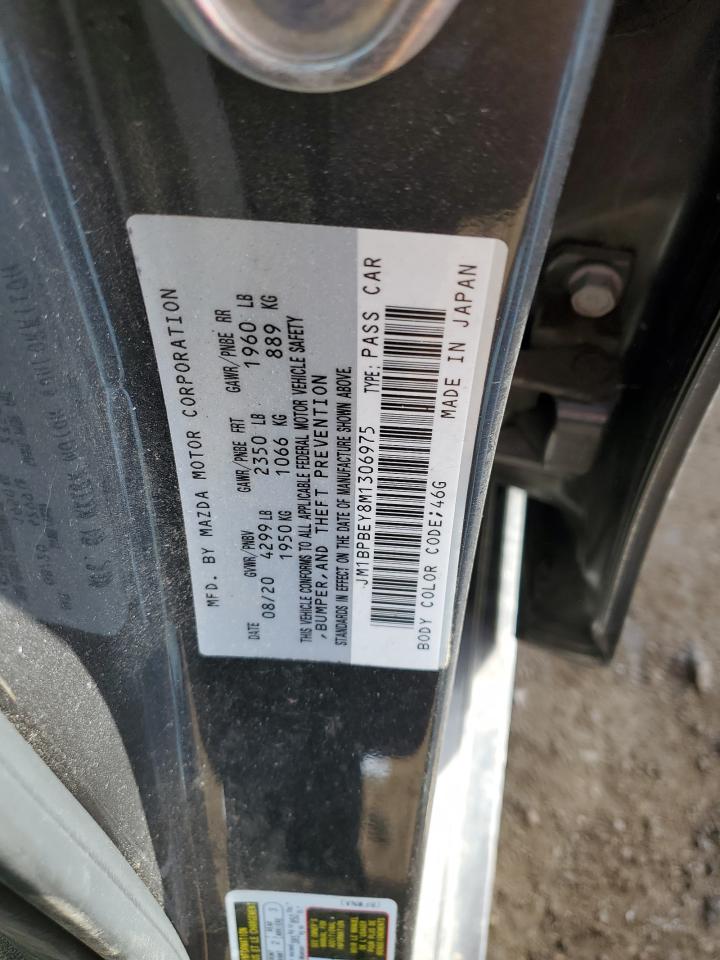 MFD. BY MAZDA MOTOR CORPORATION
DATE GVWR/PNBV GAWR/PNBE FRT GAWR/PNBE RR
08/20 4299 LB 2350 LB 1960 LB
1950 KG 1066 KG 889 KG
THIS VEHICLE CONFORMS TO ALL APPLICABLE FEDERAL MOTOR VEHICLE SAFETY
,BUMPER,AND THEFT PREVENTION
STANDARDS IN EFFECT ON THE DATE OF MANUFACTURE SHOWN ABOVE
JM1BPBEY8M1306975 TYPE: PASS CAR
BODY COLOR CODE;46G MADE IN JAPAN